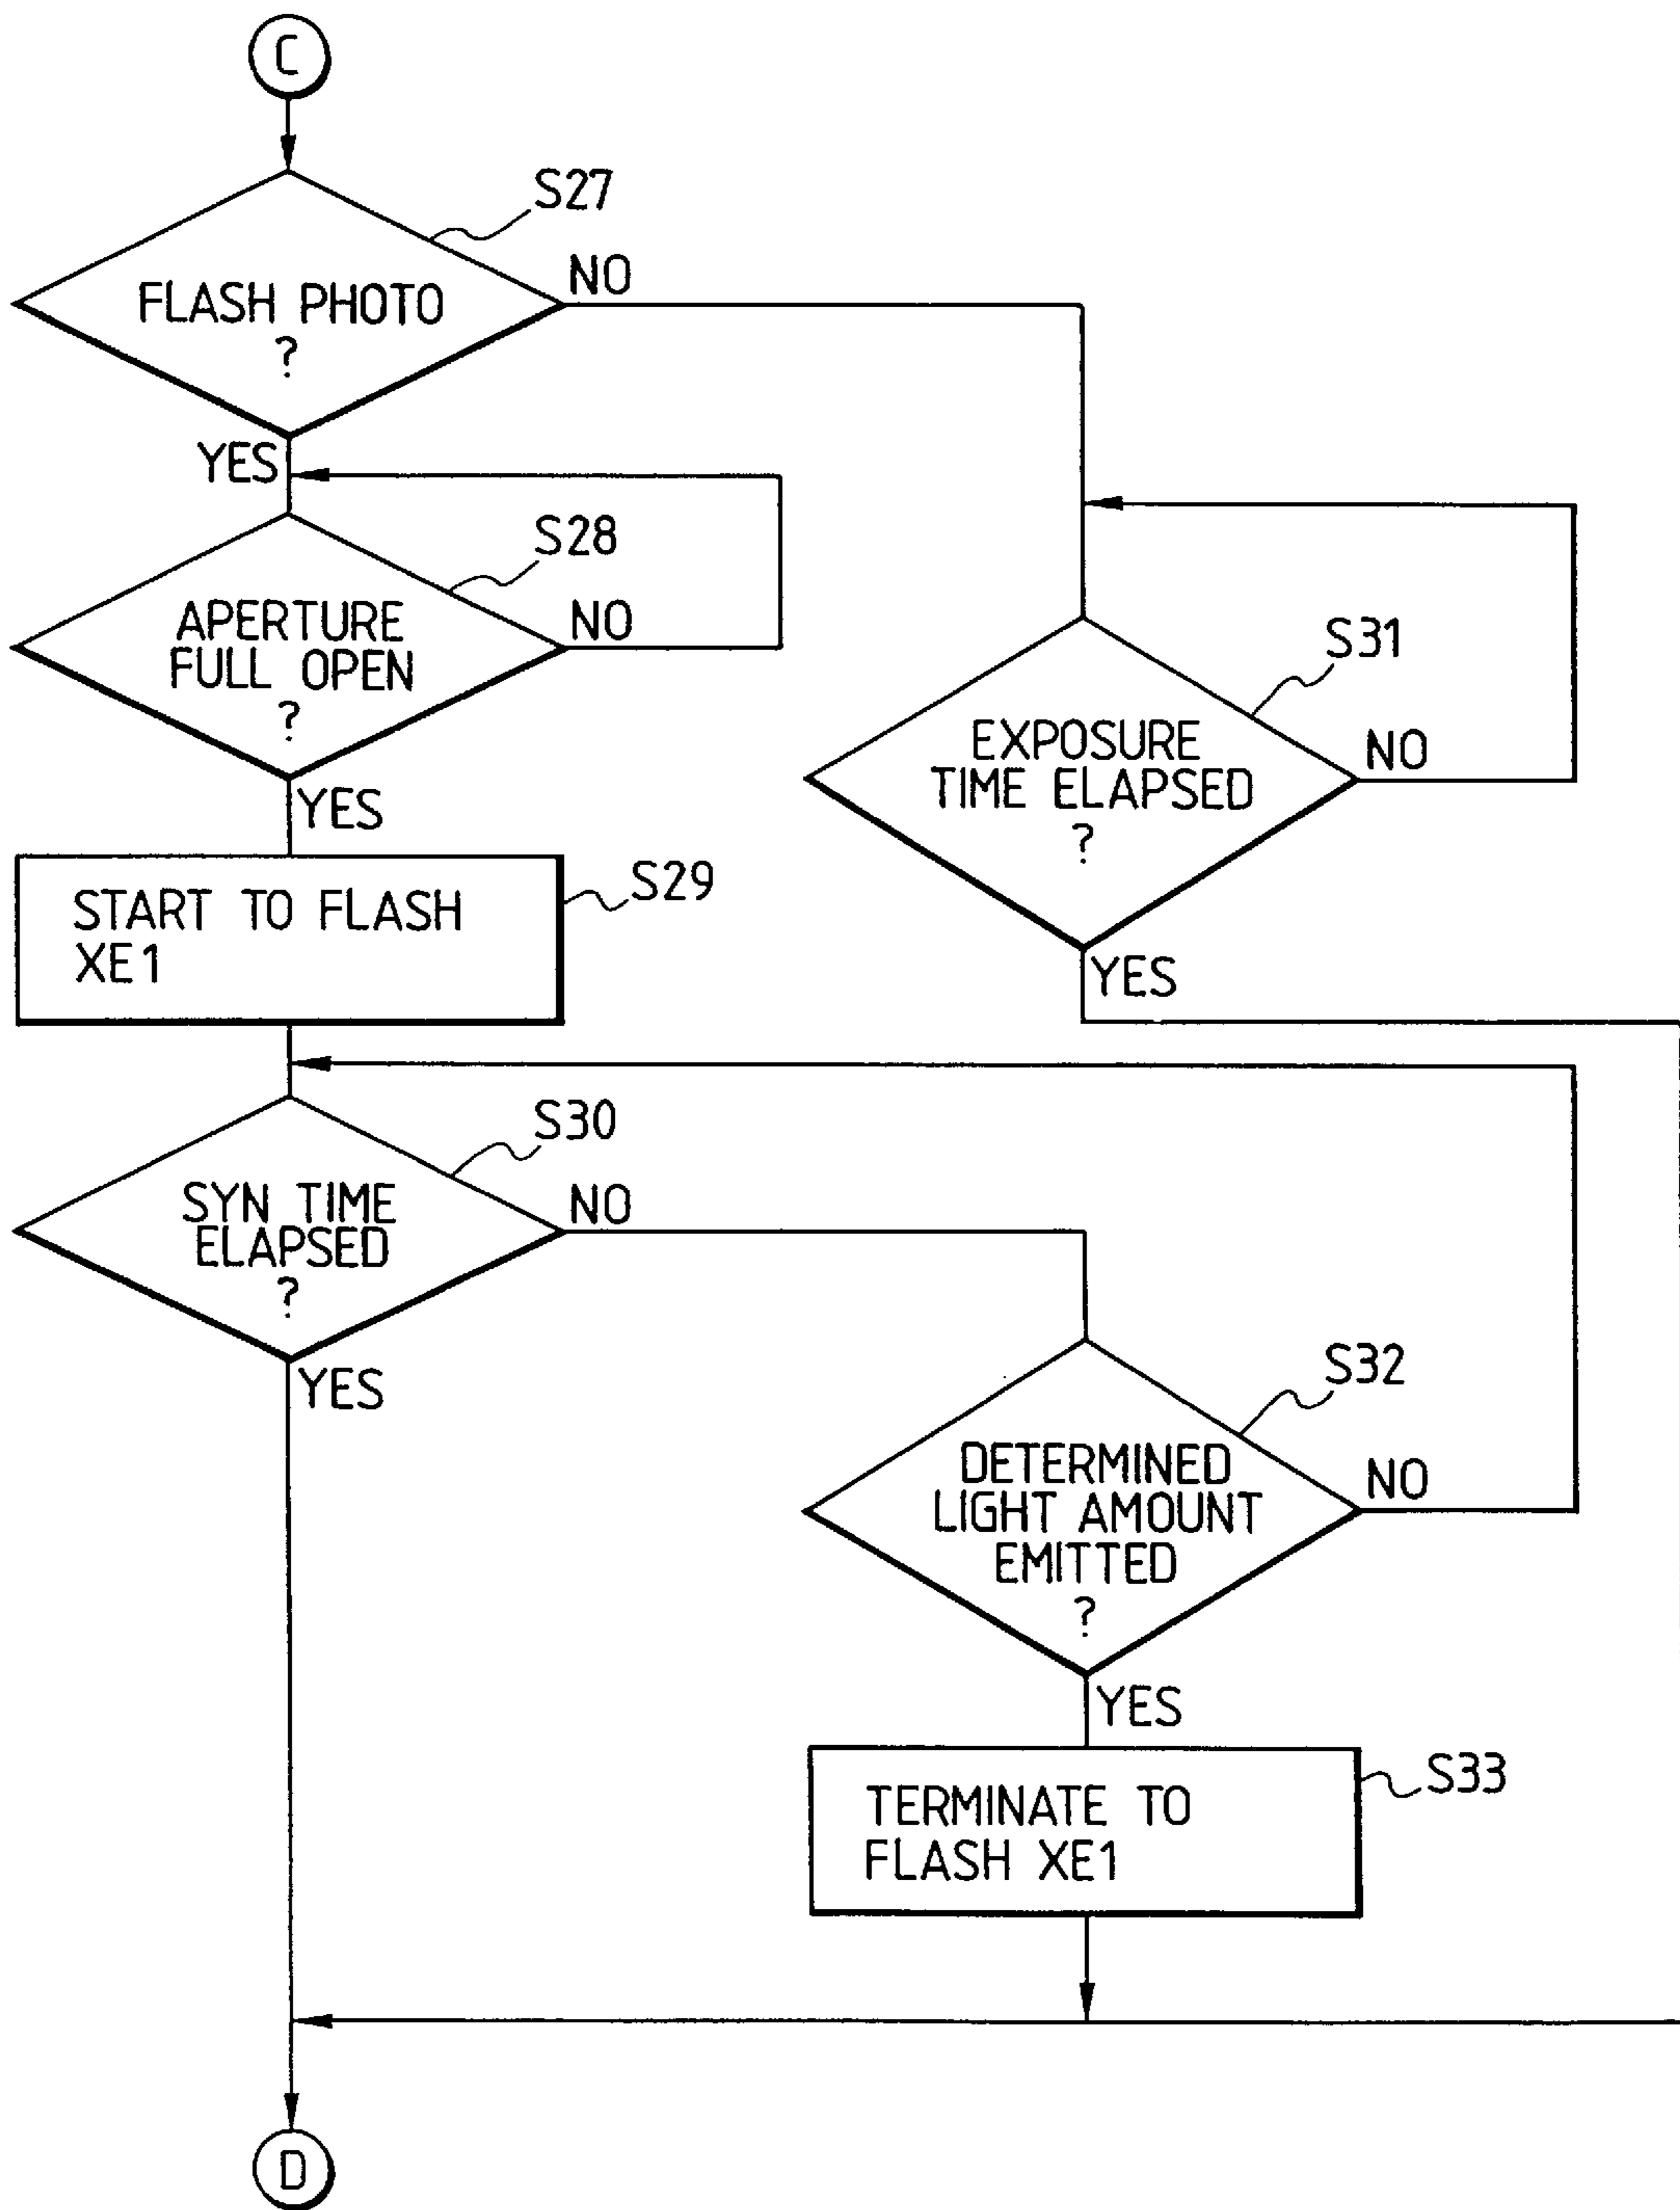 C
S27
FLASH PHOTO
?
NO
YES
S28
APERTURE
FULL OPEN
?
NO
YES
S31
EXPOSURE
TIME ELAPSED
?
NO
YES
START TO FLASH
XE1
S29
S30
SYN TIME
ELAPSED
?
NO
YES
S32
DETERMINED
LIGHT AMOUNT
EMITTED
?
NO
YES
TERMINATE TO
FLASH XE1
S33
D